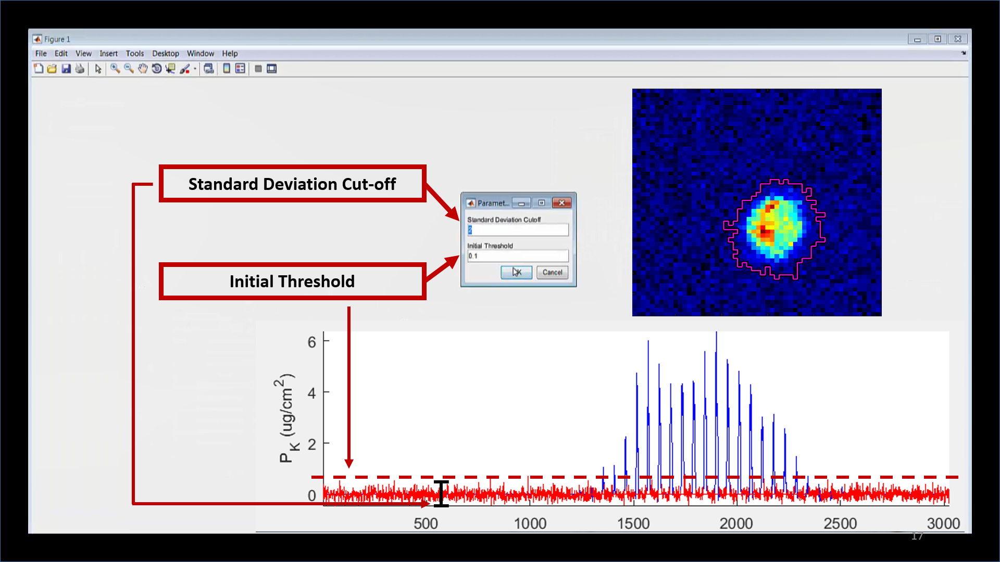 Figure 1
File Edit View Insert Tools Desktop Window Help
Standard Deviation Cut-off
Paramet...
Standard Deviation Cutoff
2
Initial Threshold
0.1
Cancel
Initial Threshold
6
4
2
0
P_K (ug/cm²)
500 1000 1500 2000 2500 3000
17